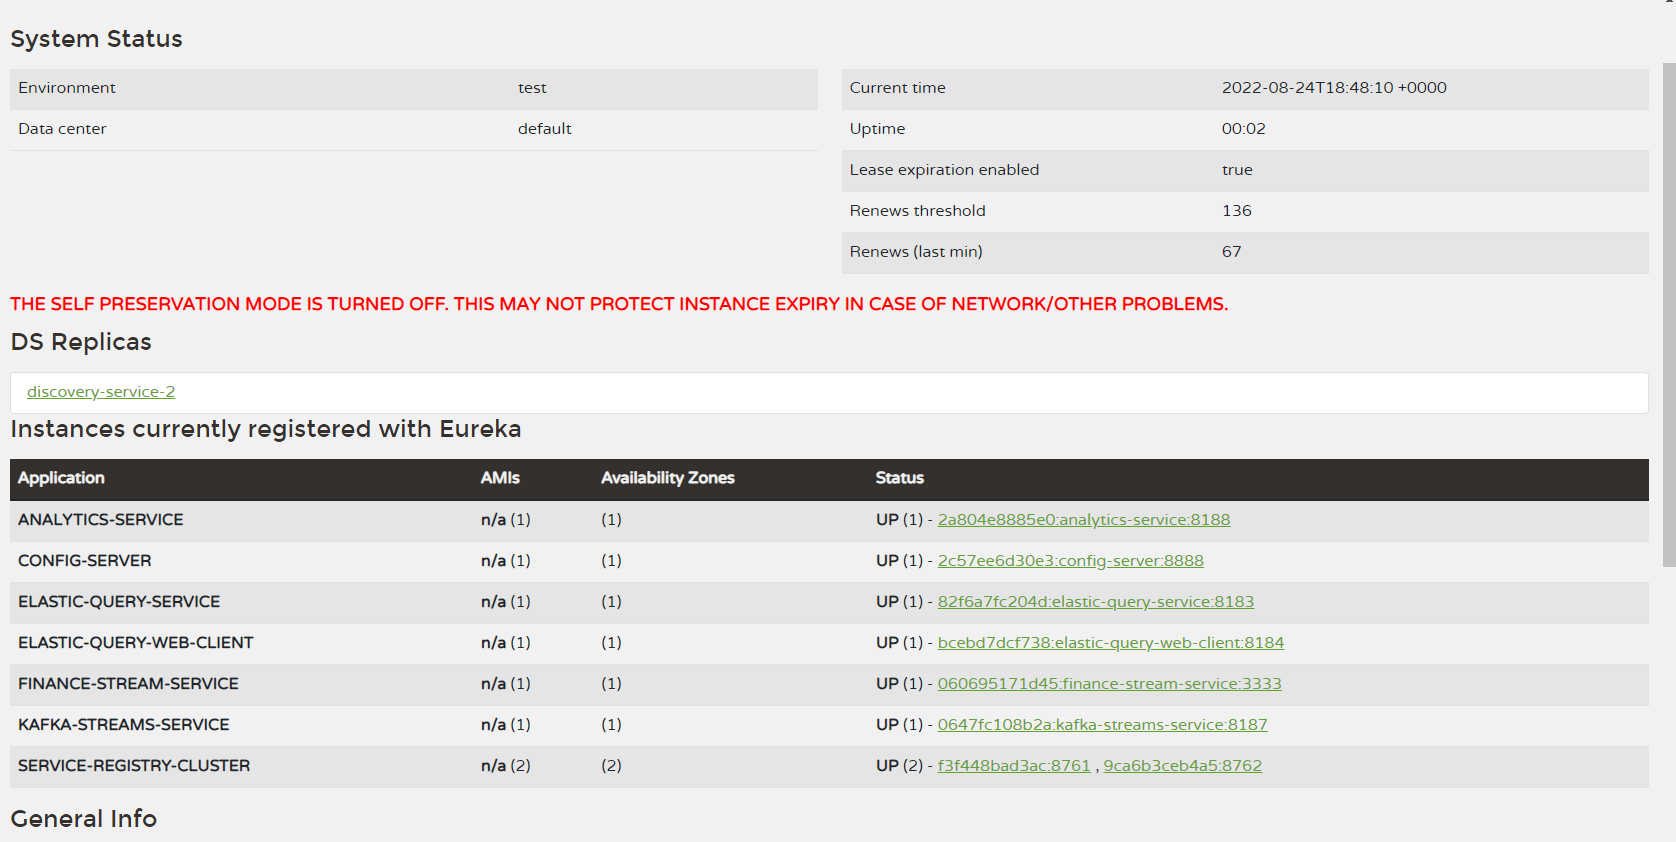 System Status
Environment test
Data center default
Current time 2022-08-24T18:48:10 +0000
Uptime 00:02
Lease expiration enabled true
Renews threshold 136
Renews (last min) 67
THE SELF PRESERVATION MODE IS TURNED OFF. THIS MAY NOT PROTECT INSTANCE EXPIRY IN CASE OF NETWORK/OTHER PROBLEMS.
DS Replicas
discovery-service-2
Instances currently registered with Eureka
Application AMIs Availability Zones Status
ANALYTICS-SERVICE n/a (1) (1) UP (1) - 2a804e8885e0:analytics-service:8188
CONFIG-SERVER n/a (1) (1) UP (1) - 2c57ee6d30e3:config-server:8888
ELASTIC-QUERY-SERVICE n/a (1) (1) UP (1) - 82f6a7fc204d:elastic-query-service:8183
ELASTIC-QUERY-WEB-CLIENT n/a (1) (1) UP (1) - bcebd7dcf738:elastic-query-web-client:8184
FINANCE-STREAM-SERVICE n/a (1) (1) UP (1) - 060695171d45:finance-stream-service:3333
KAFKA-STREAMS-SERVICE n/a (1) (1) UP (1) - 0647fc108b2a:kafka-streams-service:8187
SERVICE-REGISTRY-CLUSTER n/a (2) (2) UP (2) - f3f448bad3ac:8761 , 9ca6b3ceb4a5:8762
General Info